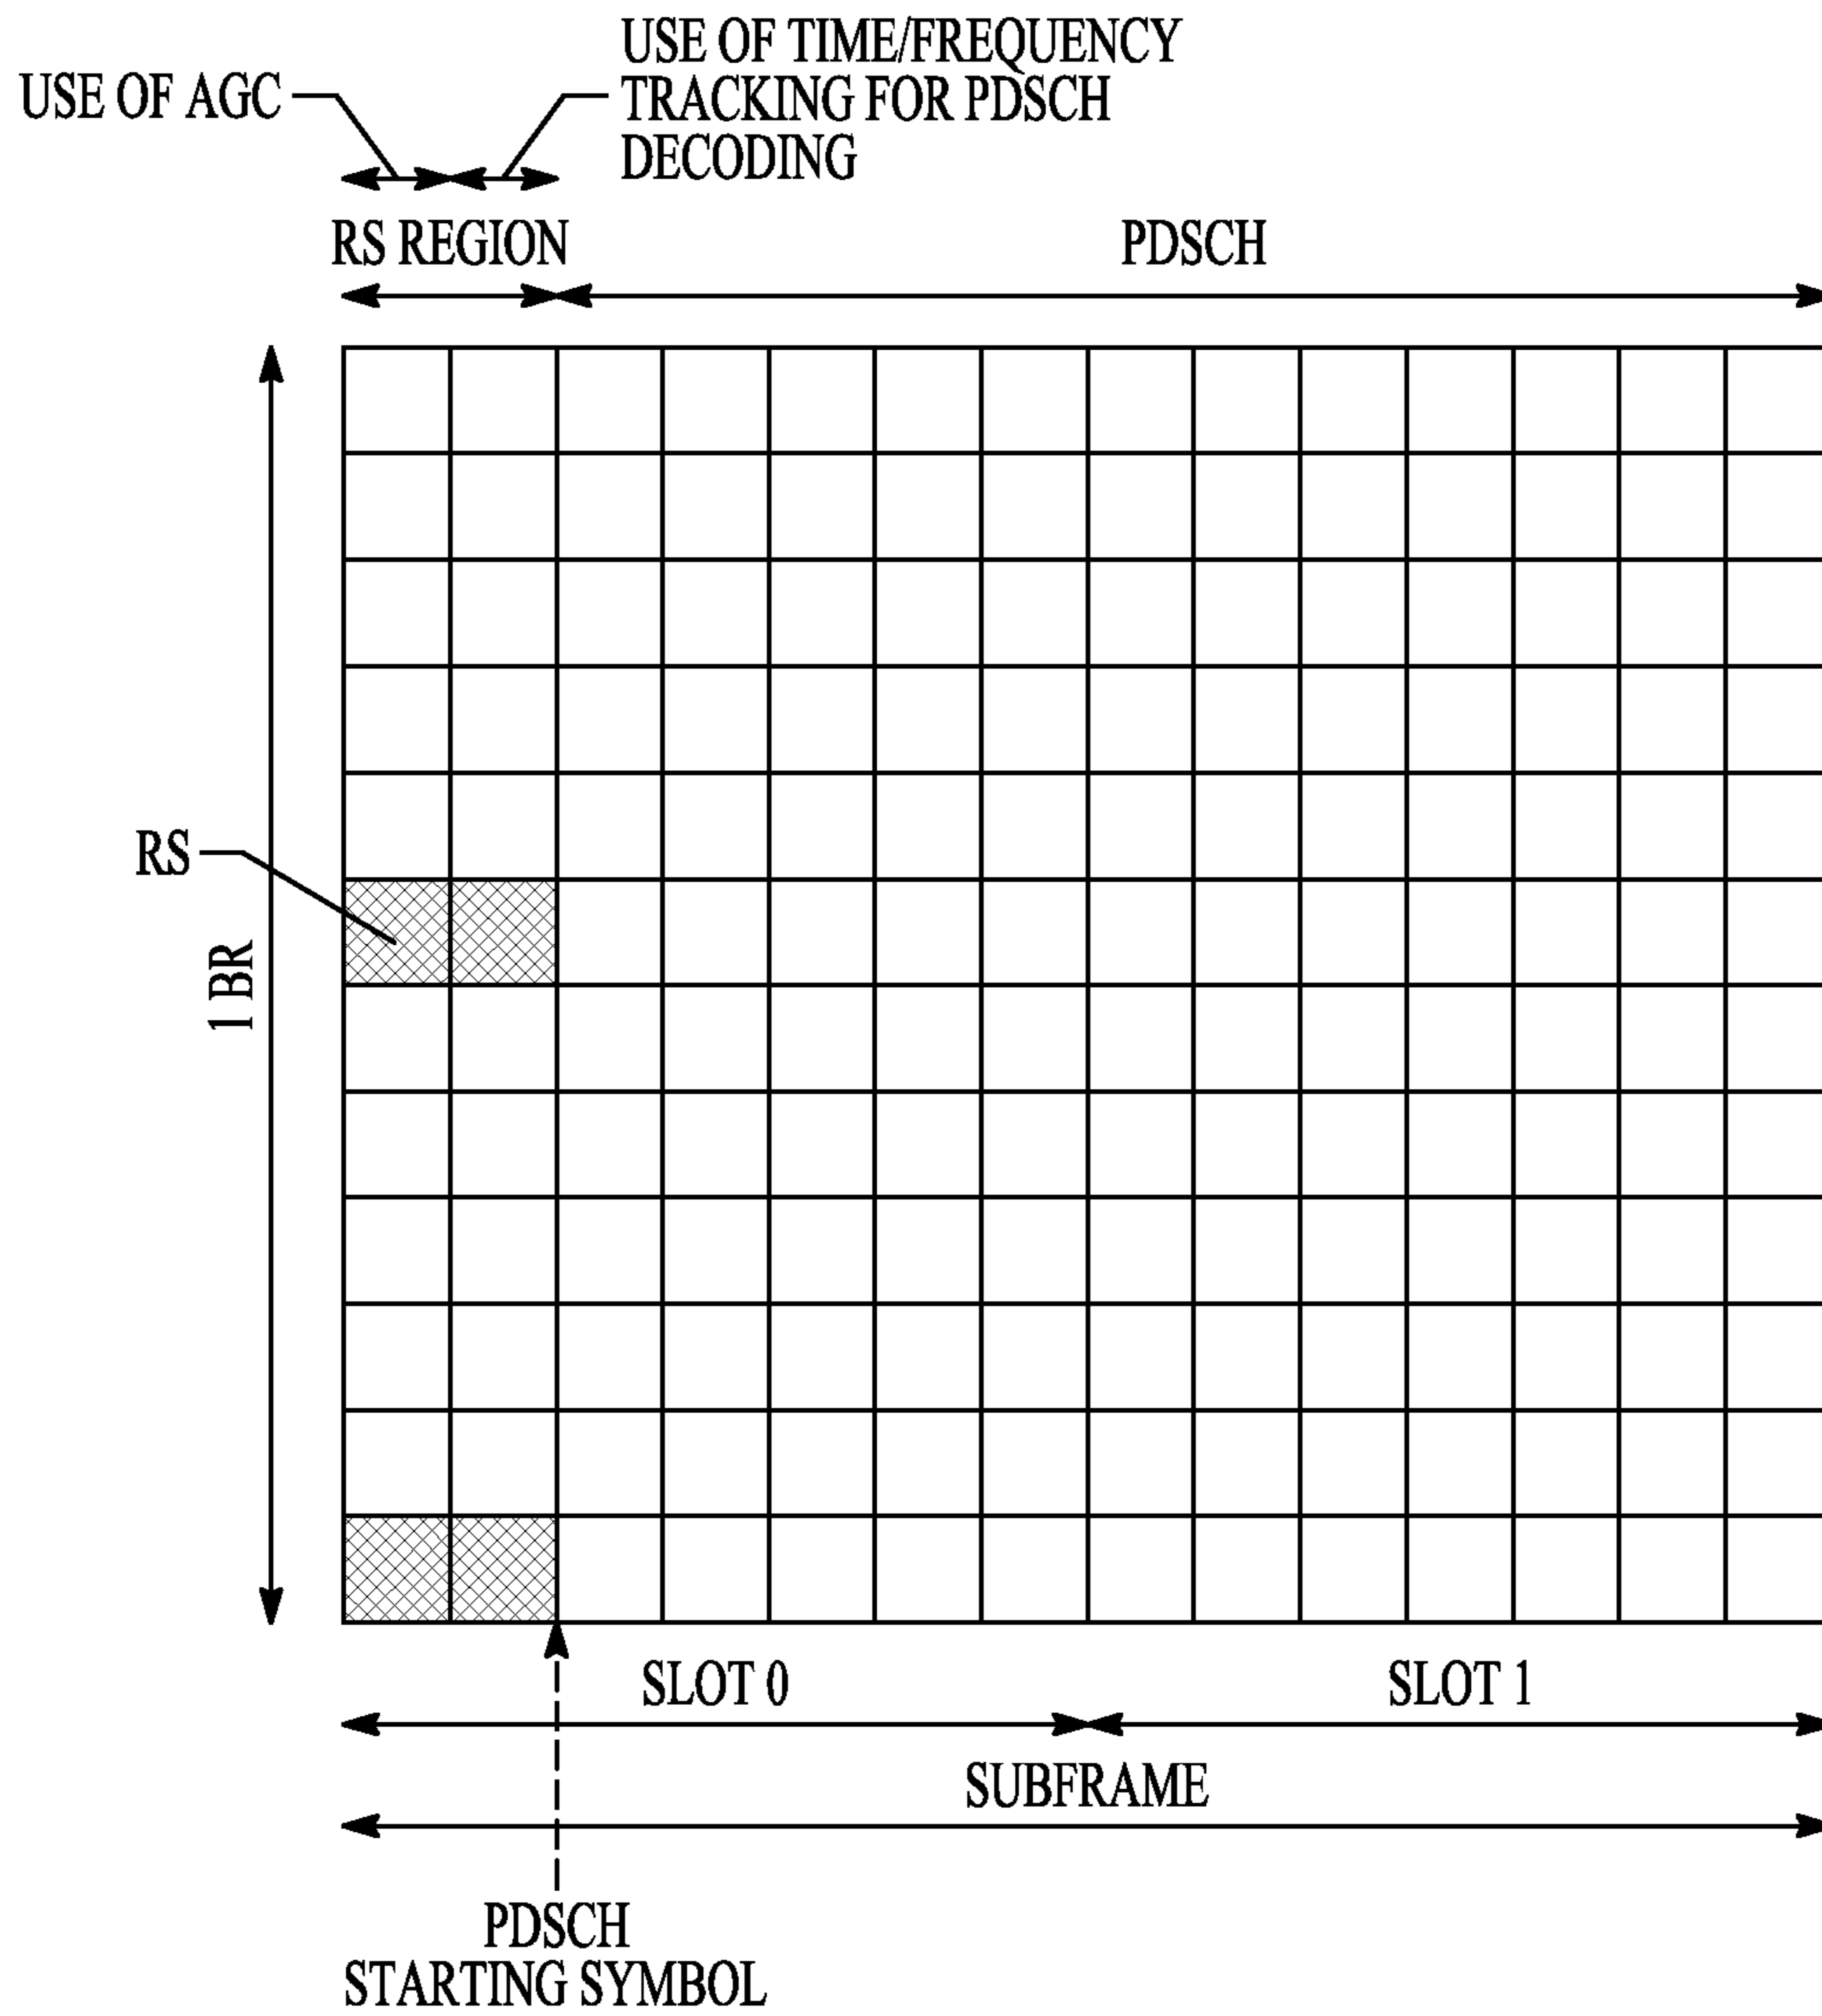 USE OF AGC
USE OF TIME/FREQUENCY
TRACKING FOR PDSCH
DECODING
RS REGION
PDSCH
RS
1 BR
SLOT 0
SLOT 1
SUBFRAME
PDSCH
STARTING SYMBOL